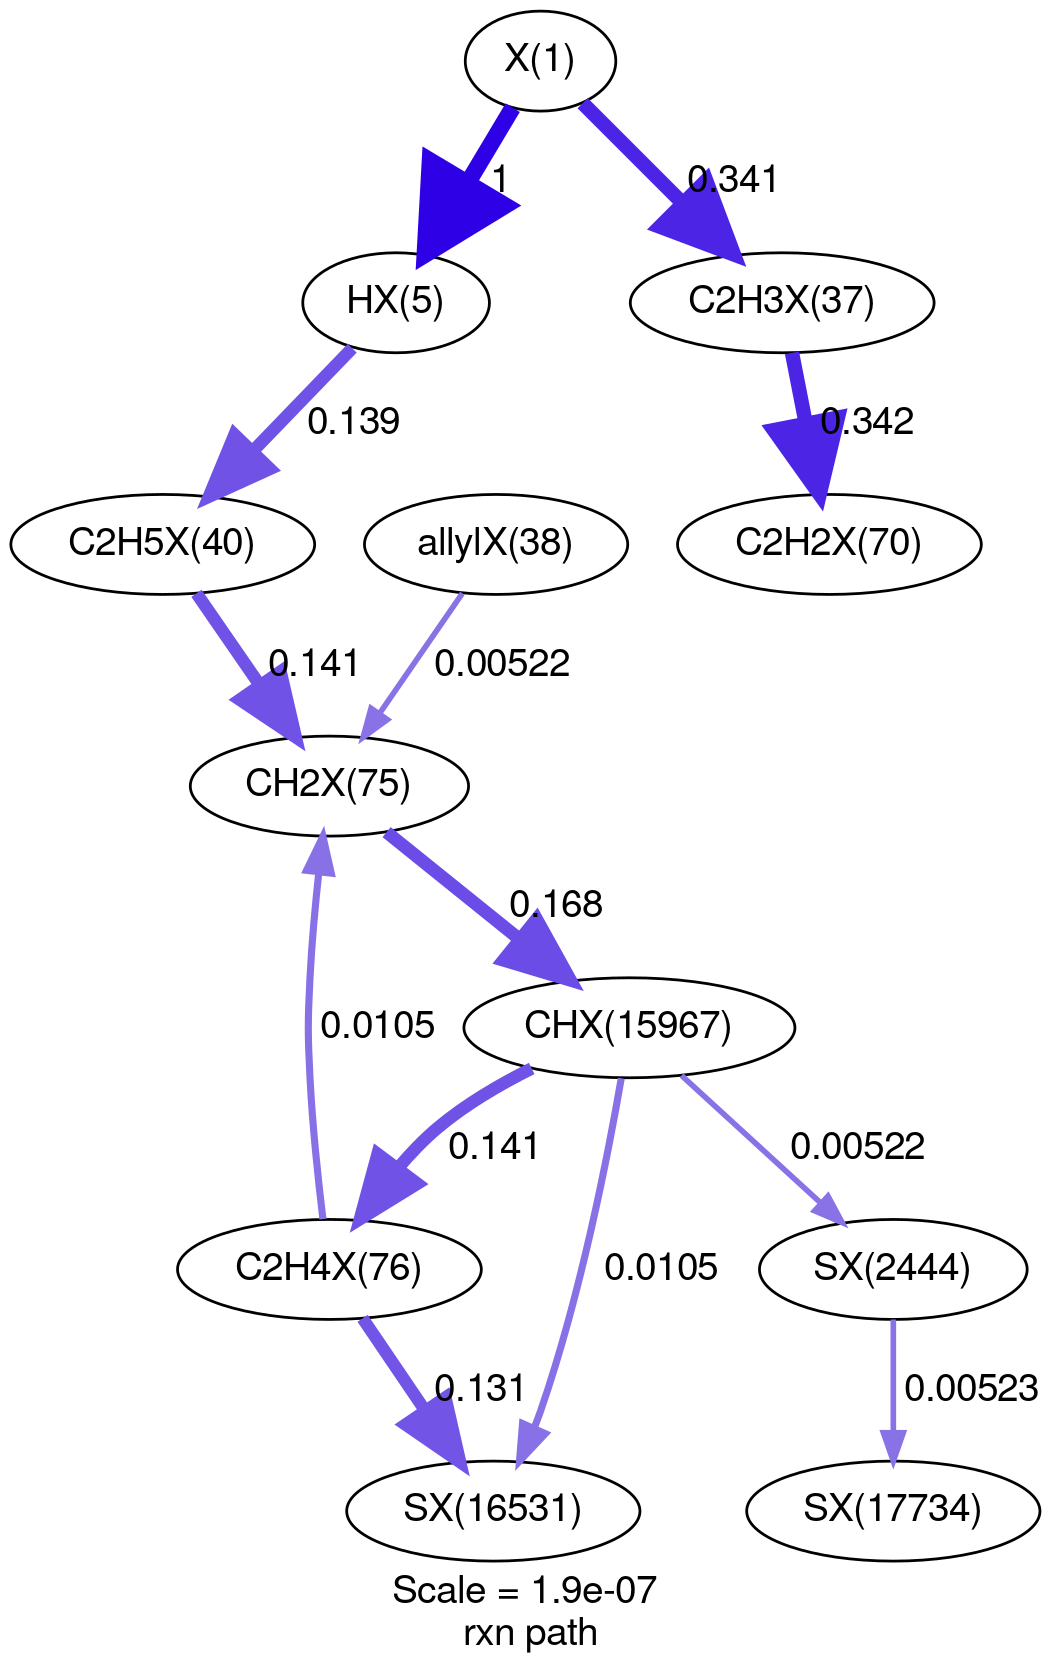 X(1)
1
0.341
HX(5)
C2H3X(37)
0.139
0.342
C2H5X(40)
allylX(38)
C2H2X(70)
0.141
0.00522
CH2X(75)
0.168
0.0105
CHX(15967)
0.141
0.00522
C2H4X(76)
0.0105
SX(2444)
0.131
0.00523
SX(16531)
SX(17734)
Scale = 1.9e-07
rxn path